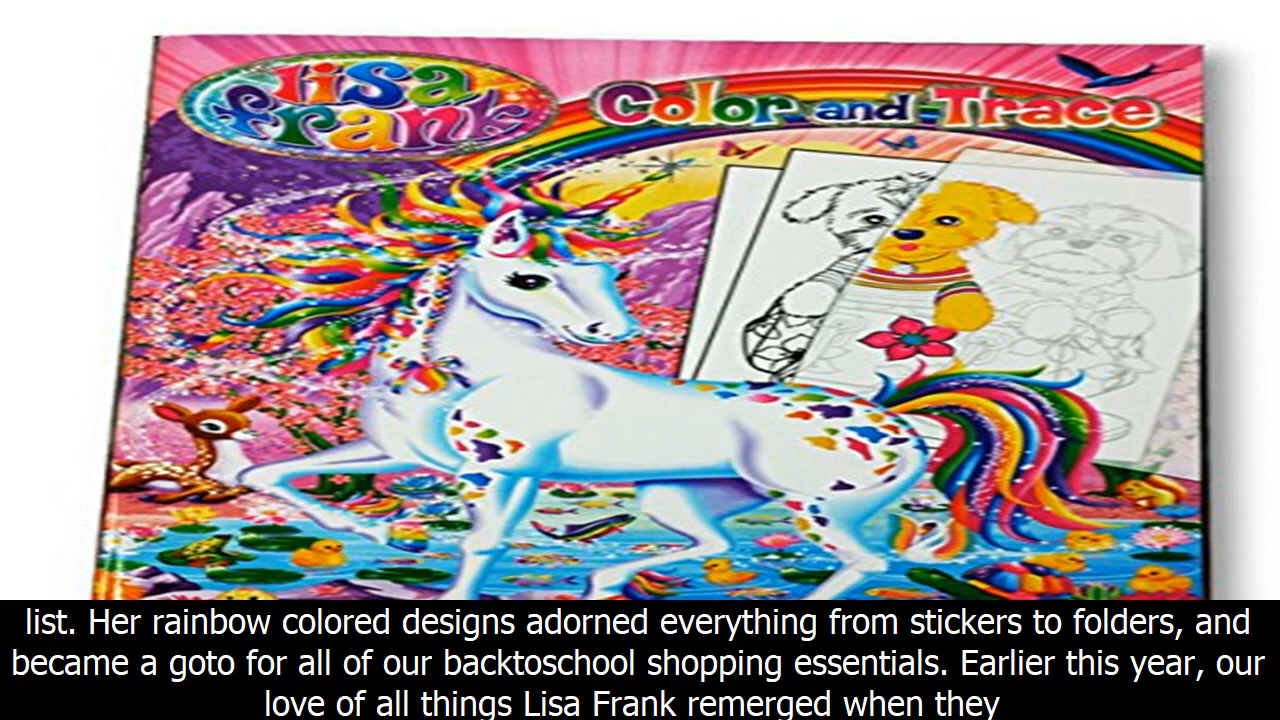 lisa
frank
Color and Trace
list. Her rainbow colored designs adorned everything from stickers to folders, and
became a goto for all of our backtoschool shopping essentials. Earlier this year, our
love of all things Lisa Frank remerged when they